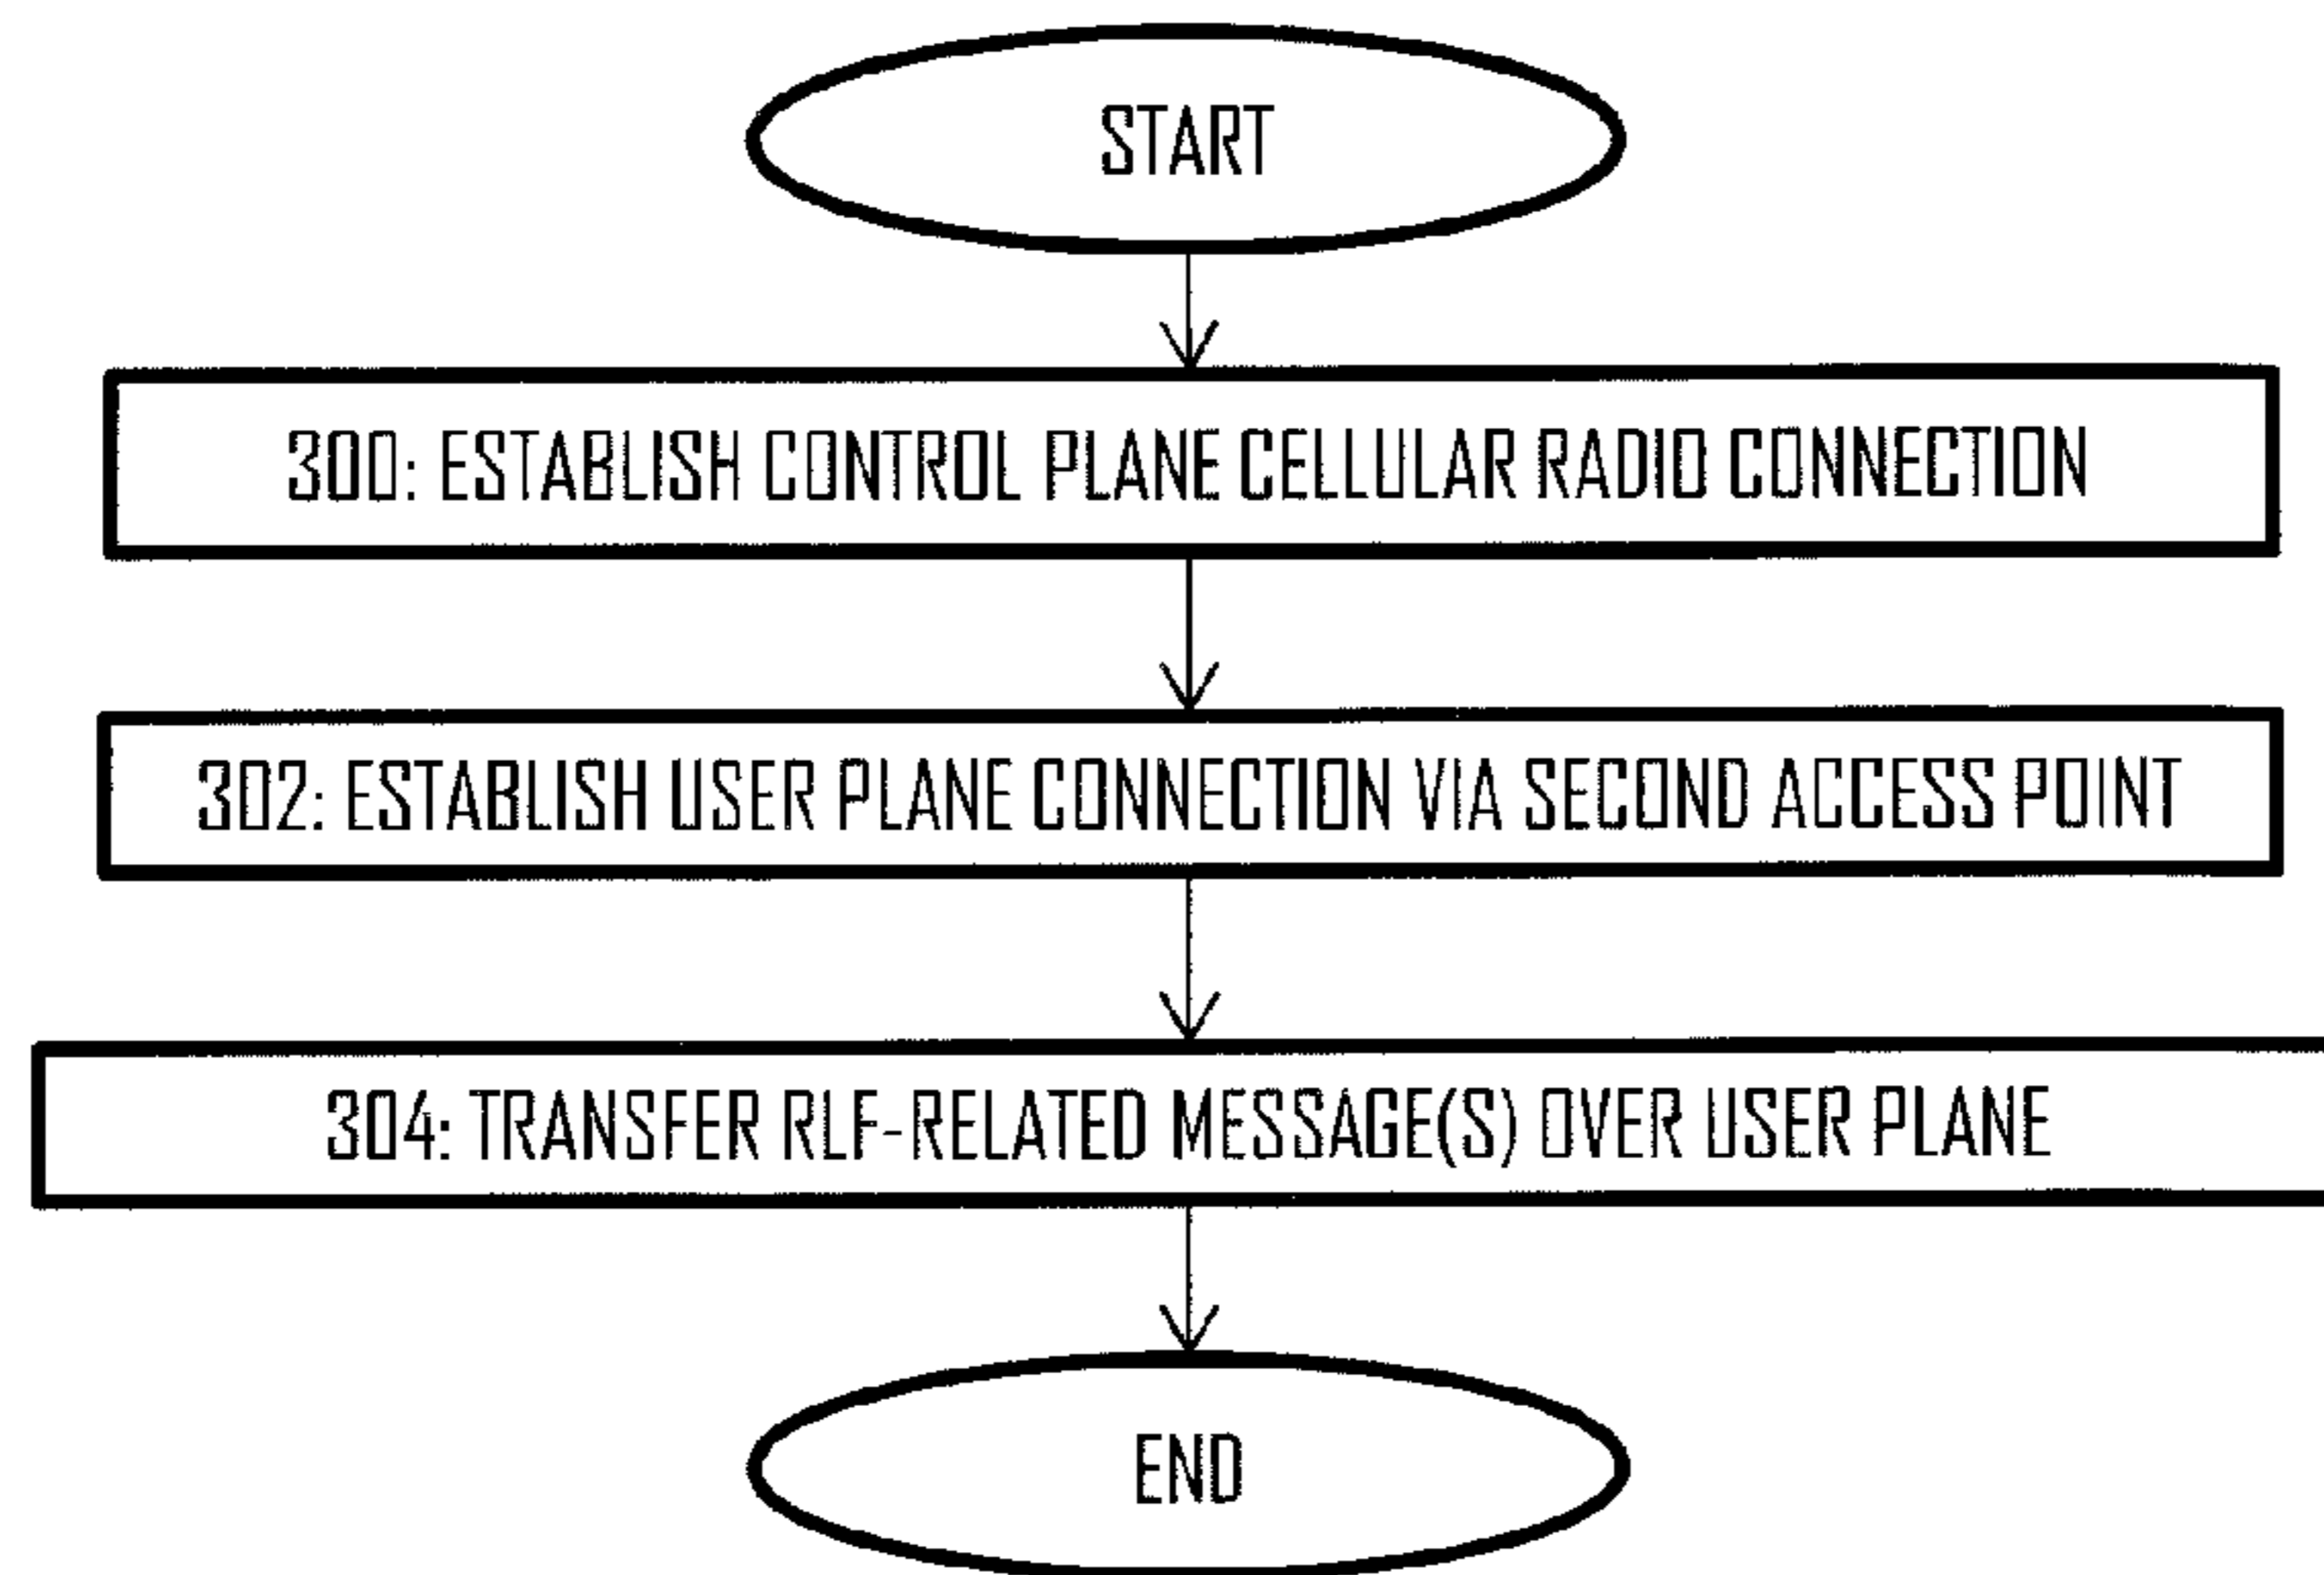 START
300: ESTABLISH CONTROL PLANE CELLULAR RADIO CONNECTION
302: ESTABLISH USER PLANE CONNECTION VIA SECOND ACCESS POINT
304: TRANSFER RLF-RELATED MESSAGE(S) OVER USER PLANE
END